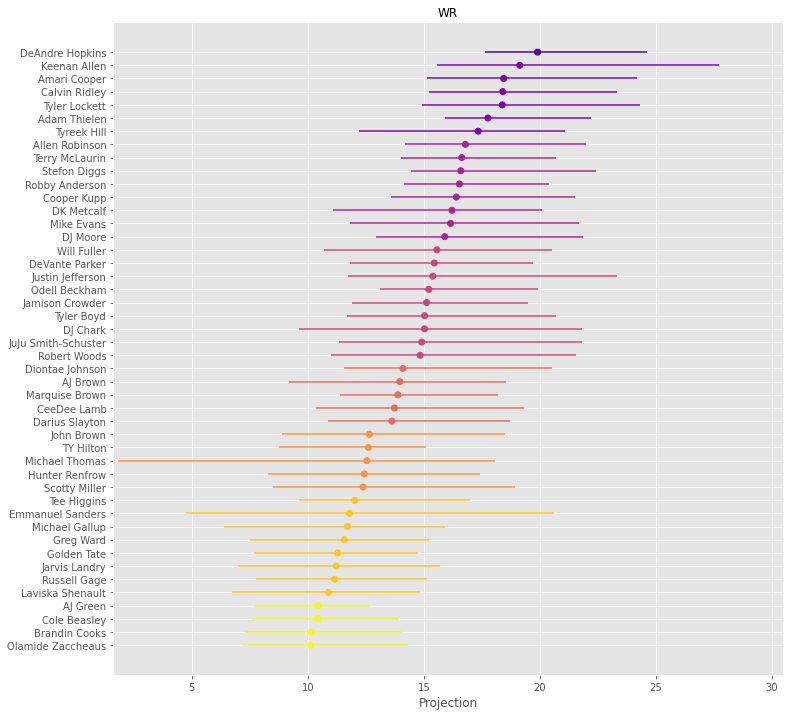 WR
DeAndre Hopkins
Keenan Allen
Amari Cooper
Calvin Ridley
Tyler Lockett
Adam Thielen
Tyreek Hill
Allen Robinson
Terry McLaurin
Stefon Diggs
Robby Anderson
Cooper Kupp
DK Metcalf
Mike Evans
DJ Moore
Will Fuller
DeVante Parker
Justin Jefferson
Odell Beckham
Jamison Crowder
Tyler Boyd
DJ Chark
JuJu Smith-Schuster
Robert Woods
Diontae Johnson
AJ Brown
Marquise Brown
CeeDee Lamb
Darius Slayton
John Brown
TY Hilton
Michael Thomas
Hunter Renfrow
Scotty Miller
Tee Higgins
Emmanuel Sanders
Michael Gallup
Greg Ward
Golden Tate
Jarvis Landry
Russell Gage
Laviska Shenault
AJ Green
Cole Beasley
Brandin Cooks
Olamide Zaccheaus
5 10 15 20 25 30
Projection